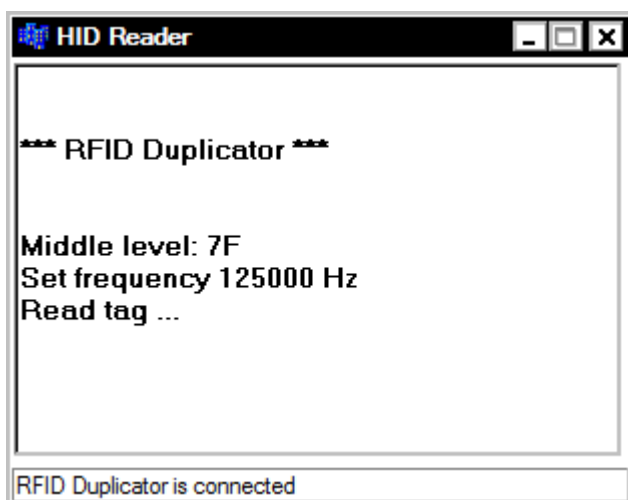 HID Reader
*** RFID Duplicator ***
Middle level: 7F
Set frequency 125000 Hz
Read tag ...
RFID Duplicator is connected